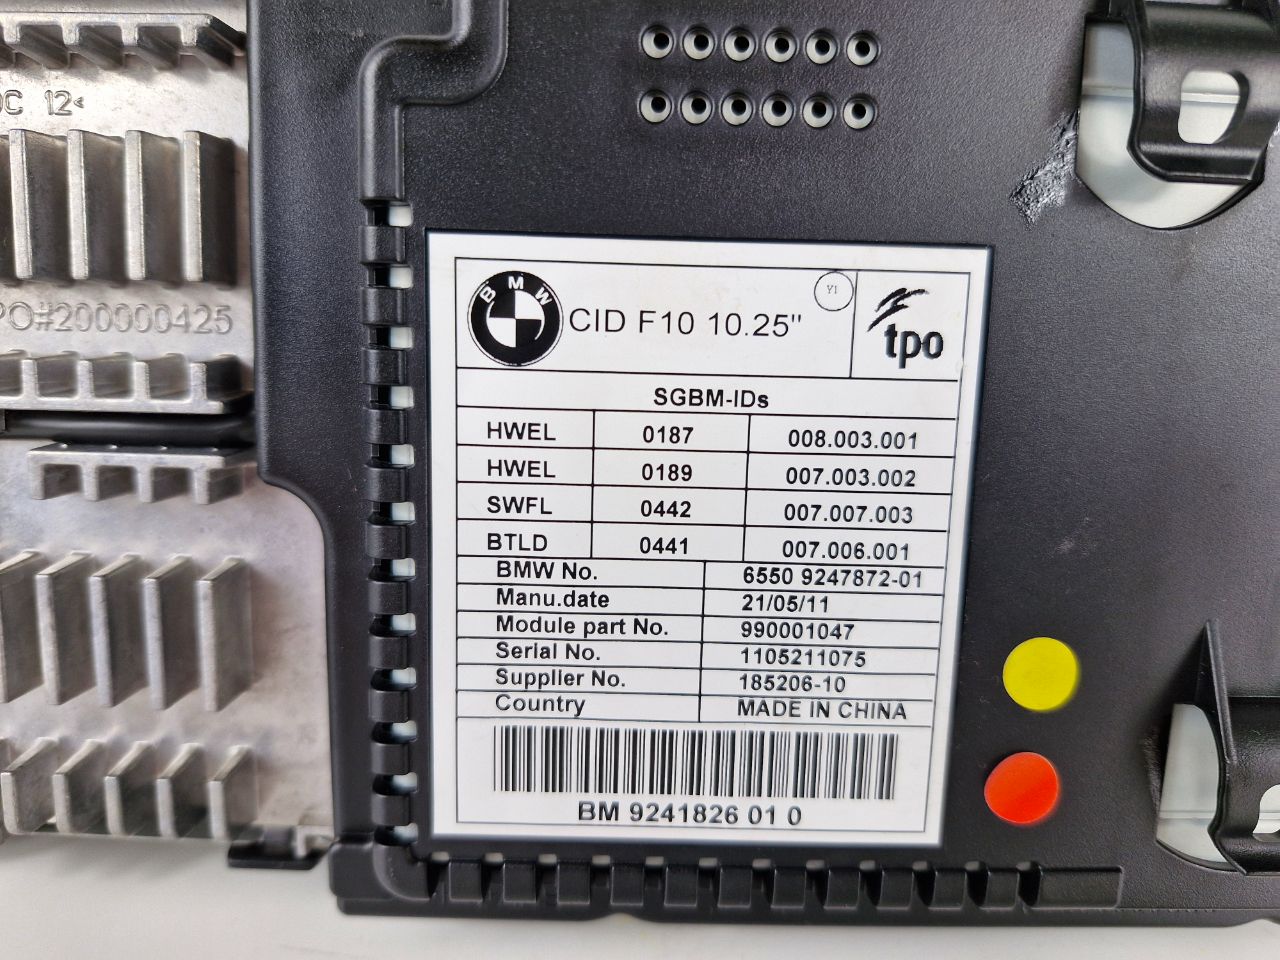 12<
PO#200000425
BMW
CID F10 10.25"
Y1
tpo
SGBM-IDs
HWEL 0187 008.003.001
HWEL 0189 007.003.002
SWFL 0442 007.007.003
BTLD 0441 007.006.001
BMW No. 6550 9247872-01
Manu.date 21/05/11
Module part No. 990001047
Serial No. 1105211075
Supplier No. 185206-10
Country MADE IN CHINA
BM 9241826 01 0